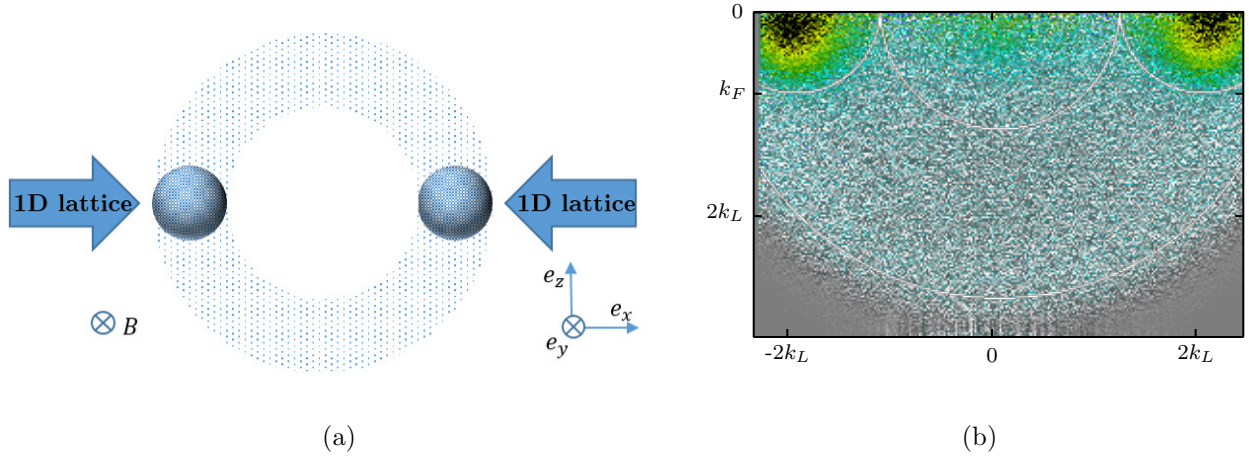 1D lattice
1D lattice
B
e_z
e_x
e_y
(a)
0
k_F
2k_L
-2k_L
0
2k_L
(b)